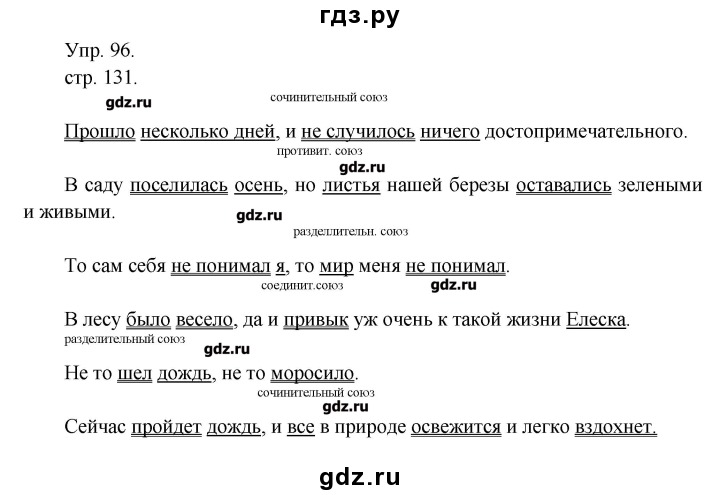 гдз.ру
Упр. 96.
стр. 131.
gdz.ru
сочинительный союз
Прошло несколько дней, и не случилось ничего достопримечательного.
противит. союз
gdz.ru
В саду поселилась осень, но листья нашей березы оставались зелеными
и живыми.
gdz.ru
разделлительн. союз
То сам себя не понимал я, то мир меня не понимал.
соединит.союз
gdz.ru
В лесу было весело, да и привык уж очень к такой жизни Елеска.
разделительный союз
gdz.ru
Не то шел дождь, не то моросило.
сочинительный союз
gdz.ru
Сейчас пройдет дождь, и все в природе освежится и легко вздохнет.
gdz.ru